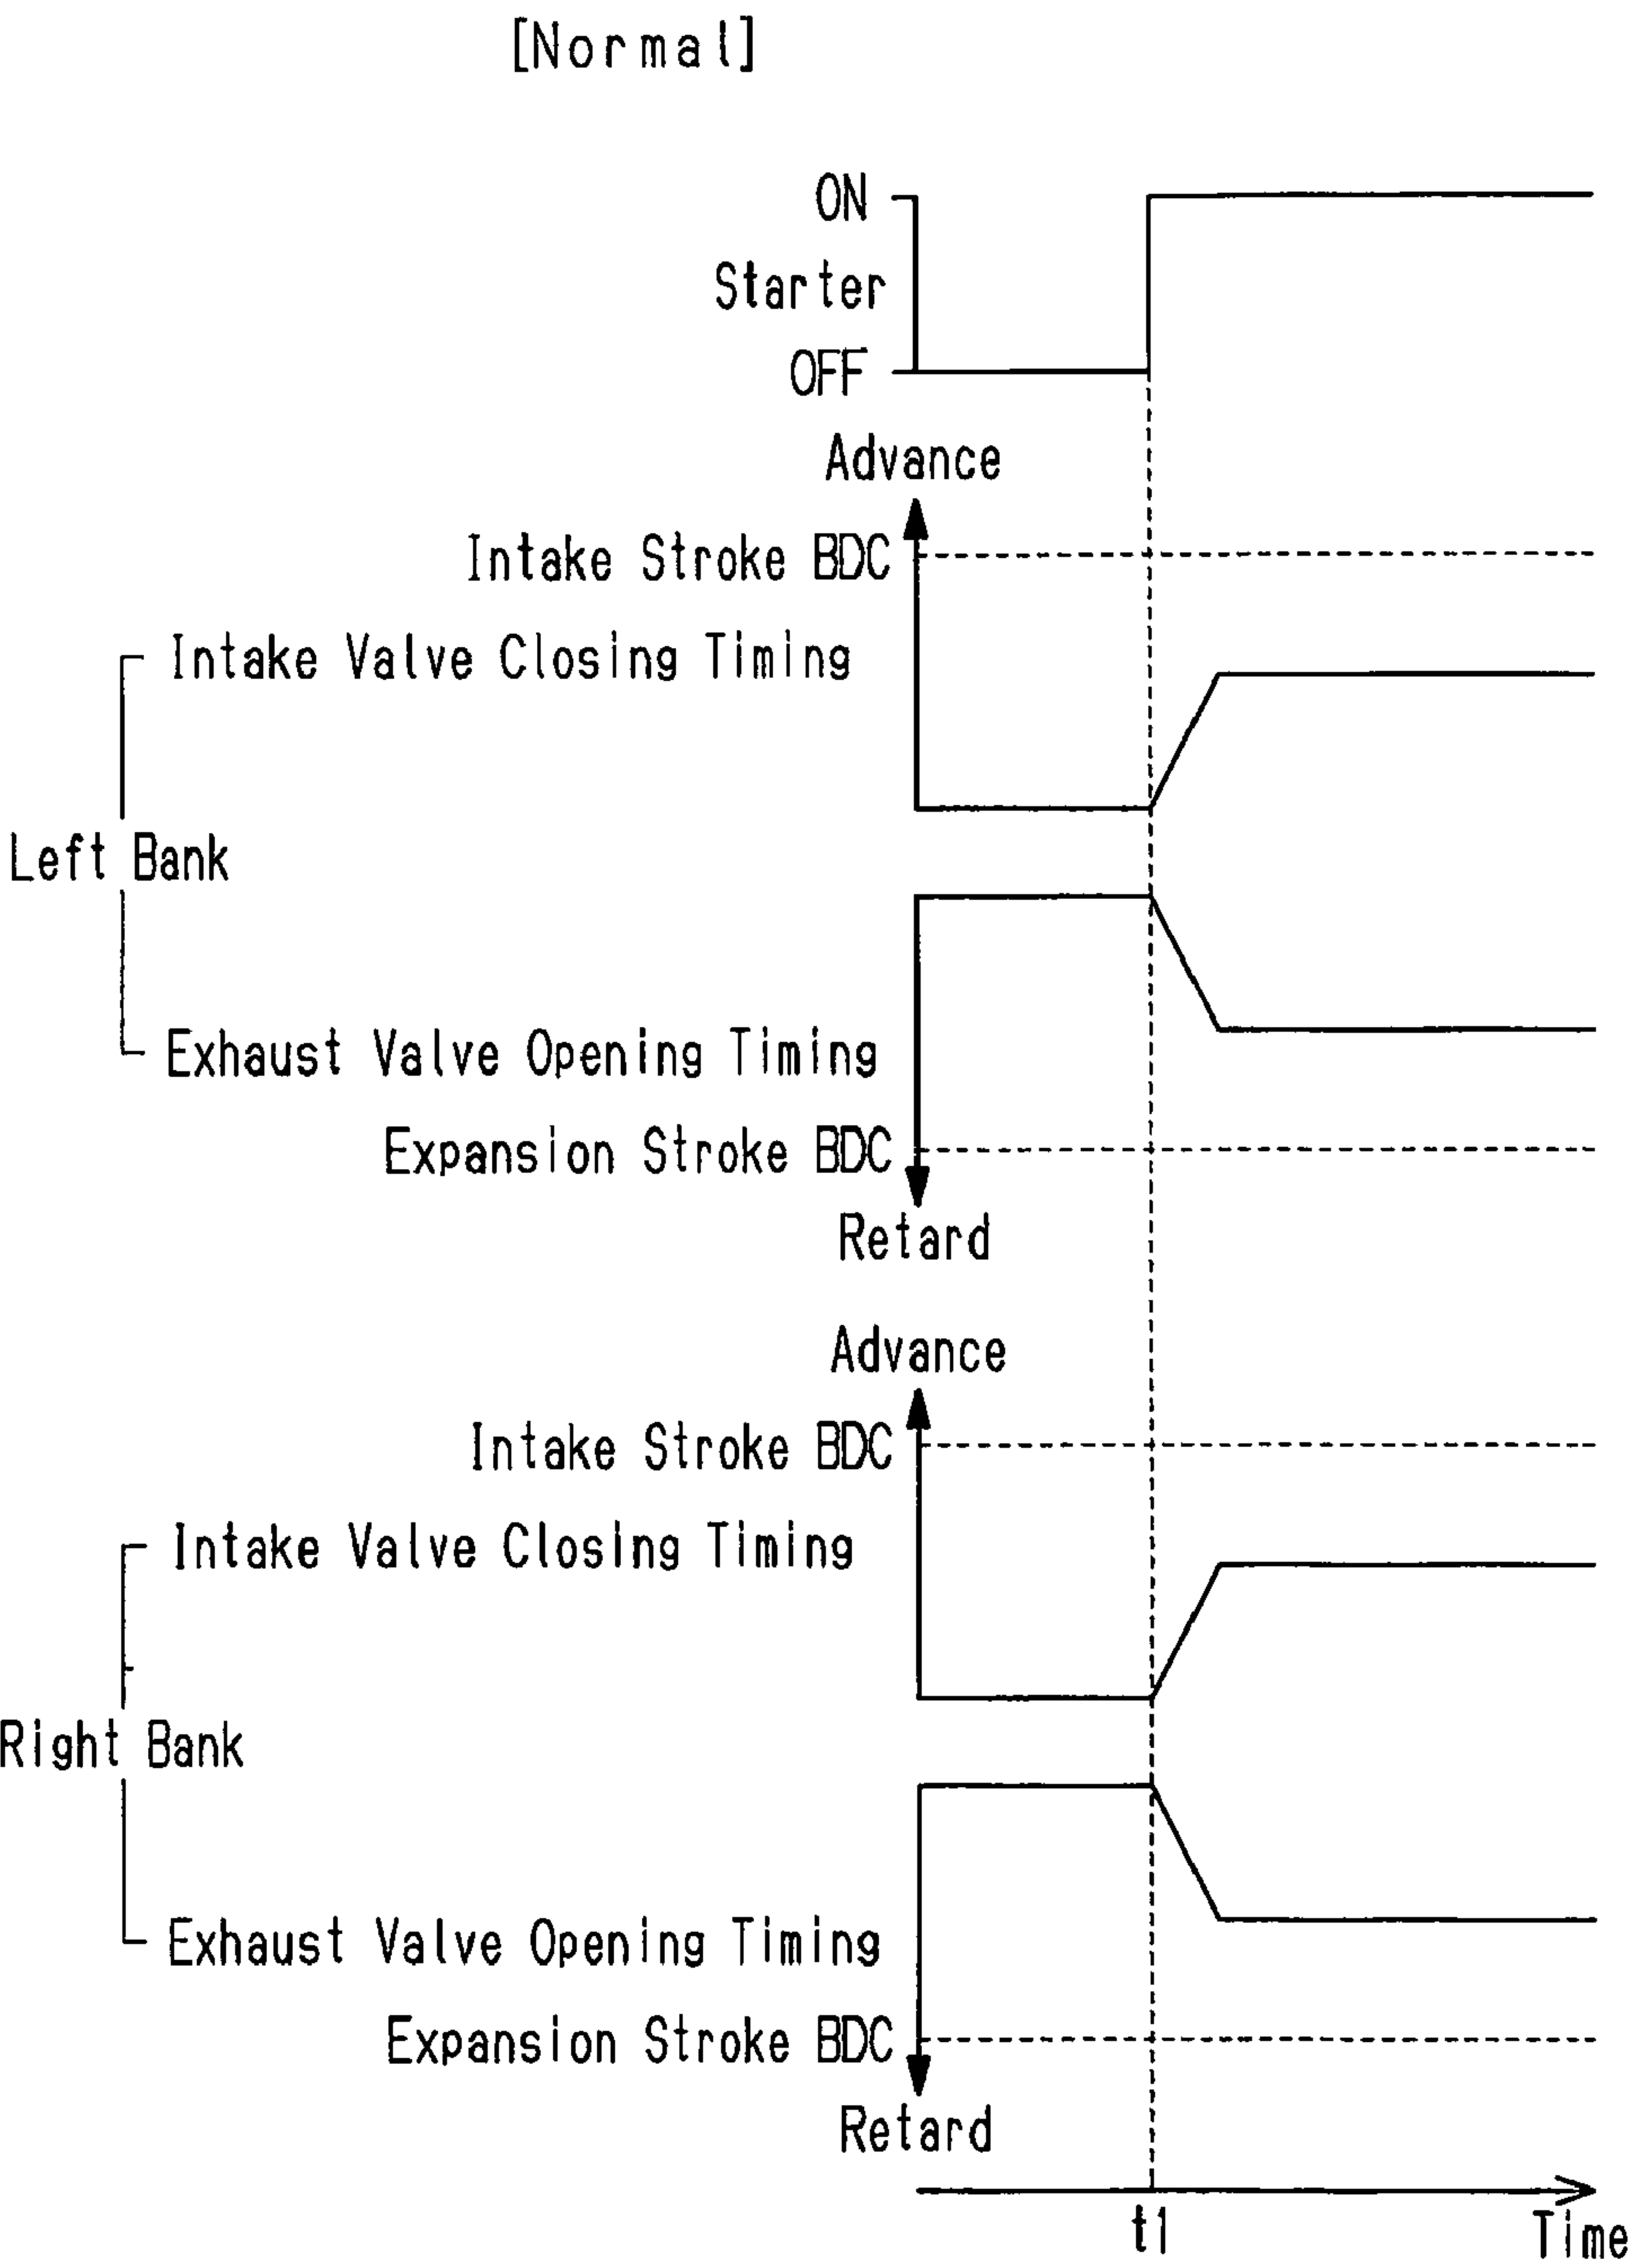 [Normal]
ON
Starter
OFF
Advance
Intake Stroke BDC
Intake Valve Closing Timing
Left Bank
Exhaust Valve Opening Timing
Expansion Stroke BDC
Retard
Advance
Intake Stroke BDC
Intake Valve Closing Timing
Right Bank
Exhaust Valve Opening Timing
Expansion Stroke BDC
Retard
t1
Time